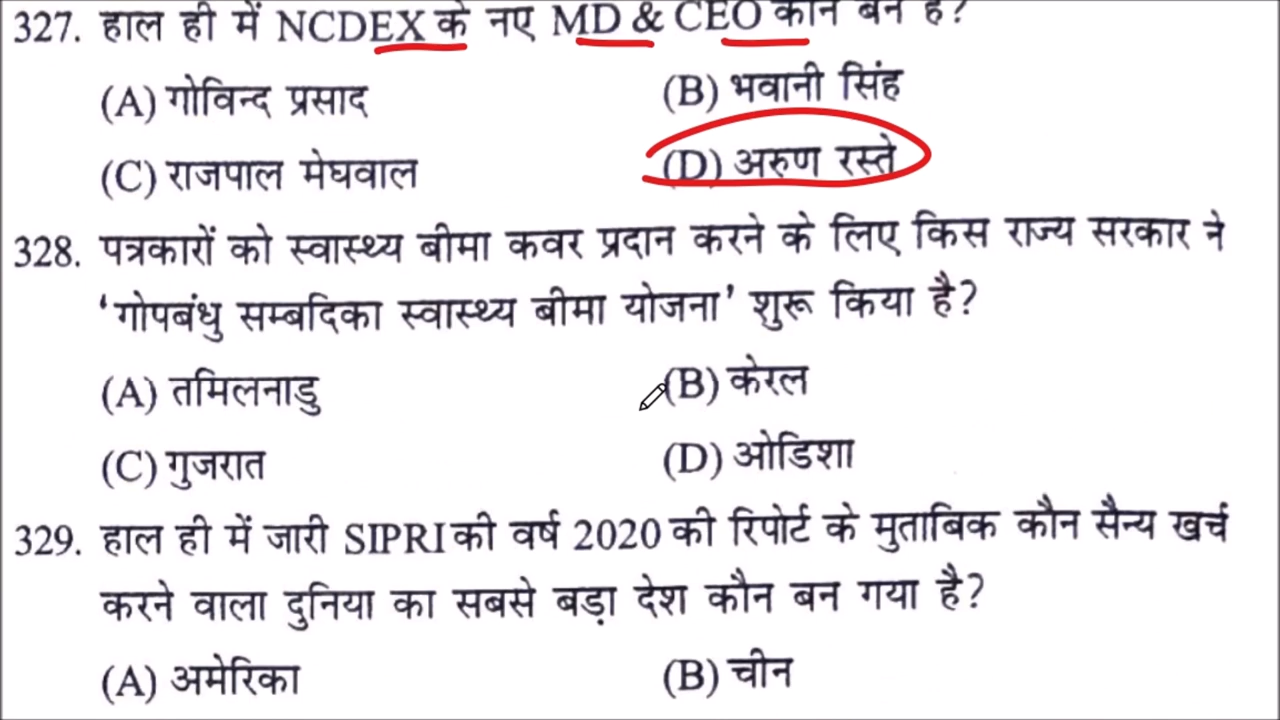 327. हाल ही में NCDEX के नए MD & CEO कौन बने हैं?
(A) गोविन्द प्रसाद (B) भवानी सिंह
(C) राजपाल मेघवाल (D) अरुण रस्ते
328. पत्रकारों को स्वास्थ्य बीमा कवर प्रदान करने के लिए किस राज्य सरकार ने
‘गोपबंधु सम्बदिका स्वास्थ्य बीमा योजना’ शुरू किया है?
(A) तमिलनाडु (B) केरल
(C) गुजरात (D) ओडिशा
329. हाल ही में जारी SIPRI की वर्ष 2020 की रिपोर्ट के मुताबिक कौन सैन्य खर्च
करने वाला दुनिया का सबसे बड़ा देश कौन बन गया है?
(A) अमेरिका (B) चीन